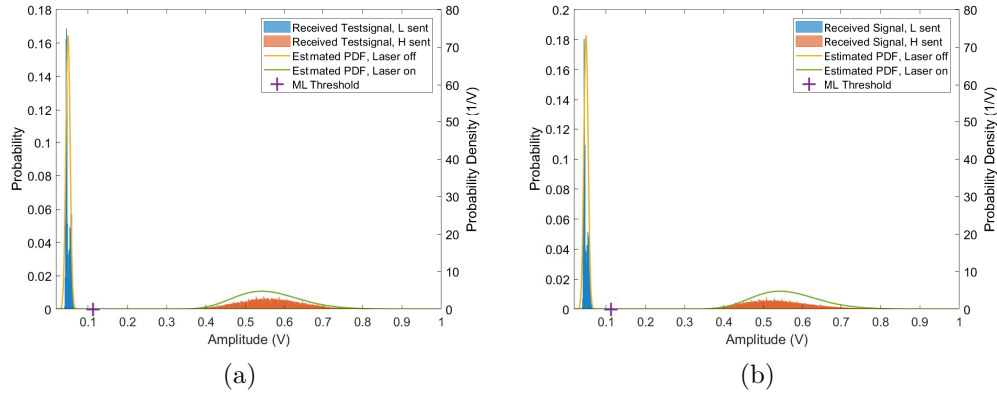 0.18
0.16
0.14
0.12
0.1
0.08
0.06
0.04
0.02
0
Probability
80
70
60
50
40
30
20
10
0
Probability Density (1/V)
Received Testsignal, L sent
Received Testsignal, H sent
Estimated PDF, Laser off
Estmated PDF, Laser on
ML Threshold
0.1 0.2 0.3 0.4 0.5 0.6 0.7 0.8 0.9 1
Amplitude (V)
(a)
0.2
0.18
0.16
0.14
0.12
0.1
0.08
0.06
0.04
0.02
0
Probability
80
70
60
50
40
30
20
10
0
Probability Density (1/V)
Received Signal, L sent
Received Signal, H sent
Estimated PDF, Laser off
Estmated PDF, Laser on
ML Threshold
0.1 0.2 0.3 0.4 0.5 0.6 0.7 0.8 0.9 1
Amplitude (V)
(b)